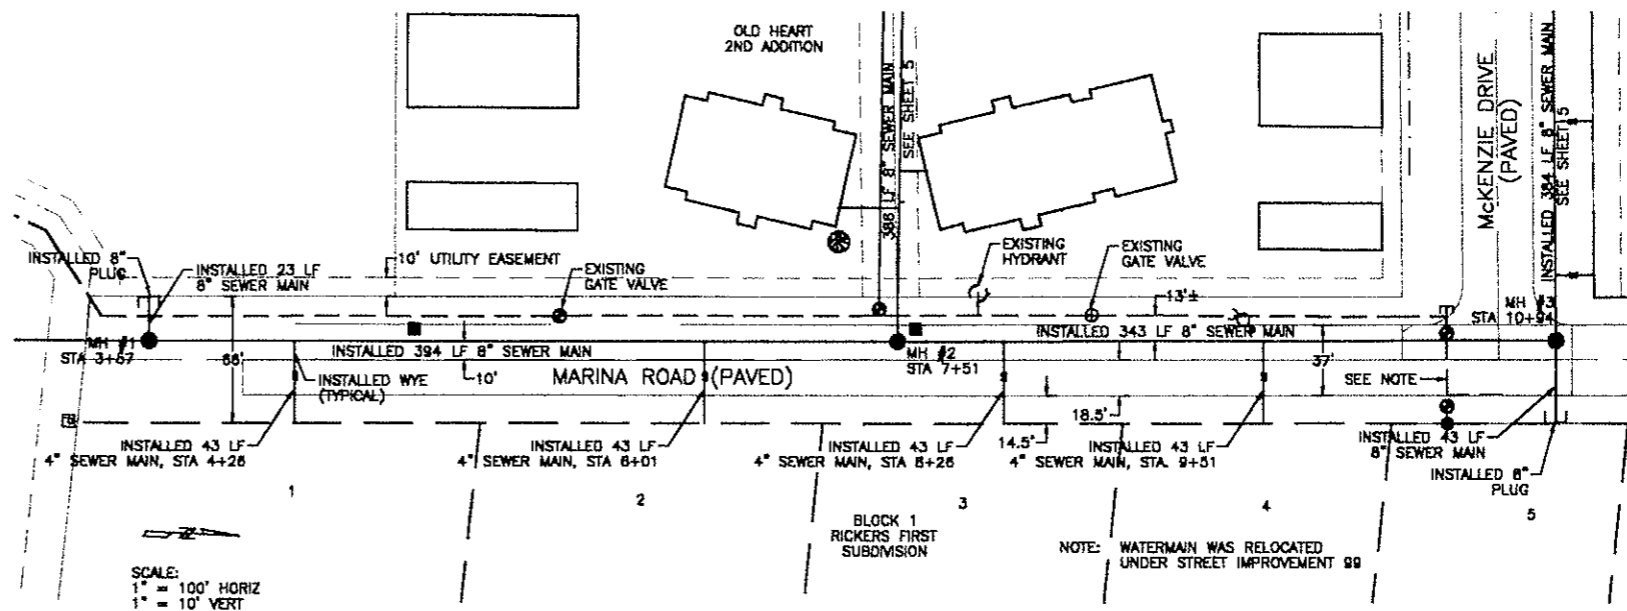 OLD HEART
2ND ADDITION
386 LF 8" SEWER MAIN
SEE SHEET 5
McKENZIE DRIVE
(PAVED)
INSTALLED 384 LF 8" SEWER MAIN
SEE SHEET 5
INSTALLED 8"
PLUG
INSTALLED 23 LF
8" SEWER MAIN
10' UTILITY EASEMENT
EXISTING
GATE VALVE
EXISTING
HYDRANT
EXISTING
GATE VALVE
13'±
MH #3
STA 10+94
MH #1
STA 3+57
66'
INSTALLED 394 LF 8" SEWER MAIN
10'
INSTALLED WYE
(TYPICAL)
MARINA ROAD (PAVED)
MH #2
STA 7+51
INSTALLED 343 LF 8" SEWER MAIN
37'
SEE NOTE
18.5'
14.5'
INSTALLED 43 LF
4" SEWER MAIN, STA 4+26
INSTALLED 43 LF
4" SEWER MAIN, STA 6+01
INSTALLED 43 LF
4" SEWER MAIN, STA 8+26
INSTALLED 43 LF
4" SEWER MAIN, STA. 9+51
INSTALLED 43 LF
8" SEWER MAIN
INSTALLED 8"
PLUG
1
2
3
4
5
BLOCK 1
RICKERS FIRST
SUBDIVISION
NOTE: WATERMAIN WAS RELOCATED
UNDER STREET IMPROVEMENT 99
SCALE:
1" = 100' HORIZ
1" = 10' VERT